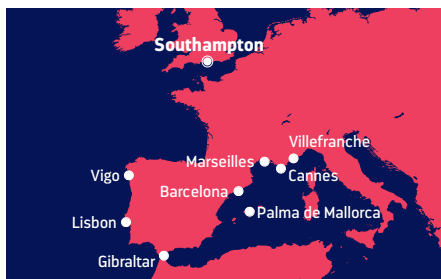 Southampton
Villefranche
Marseilles
Cannes
Vigo
Barcelona
Palma de Mallorca
Lisbon
Gibraltar